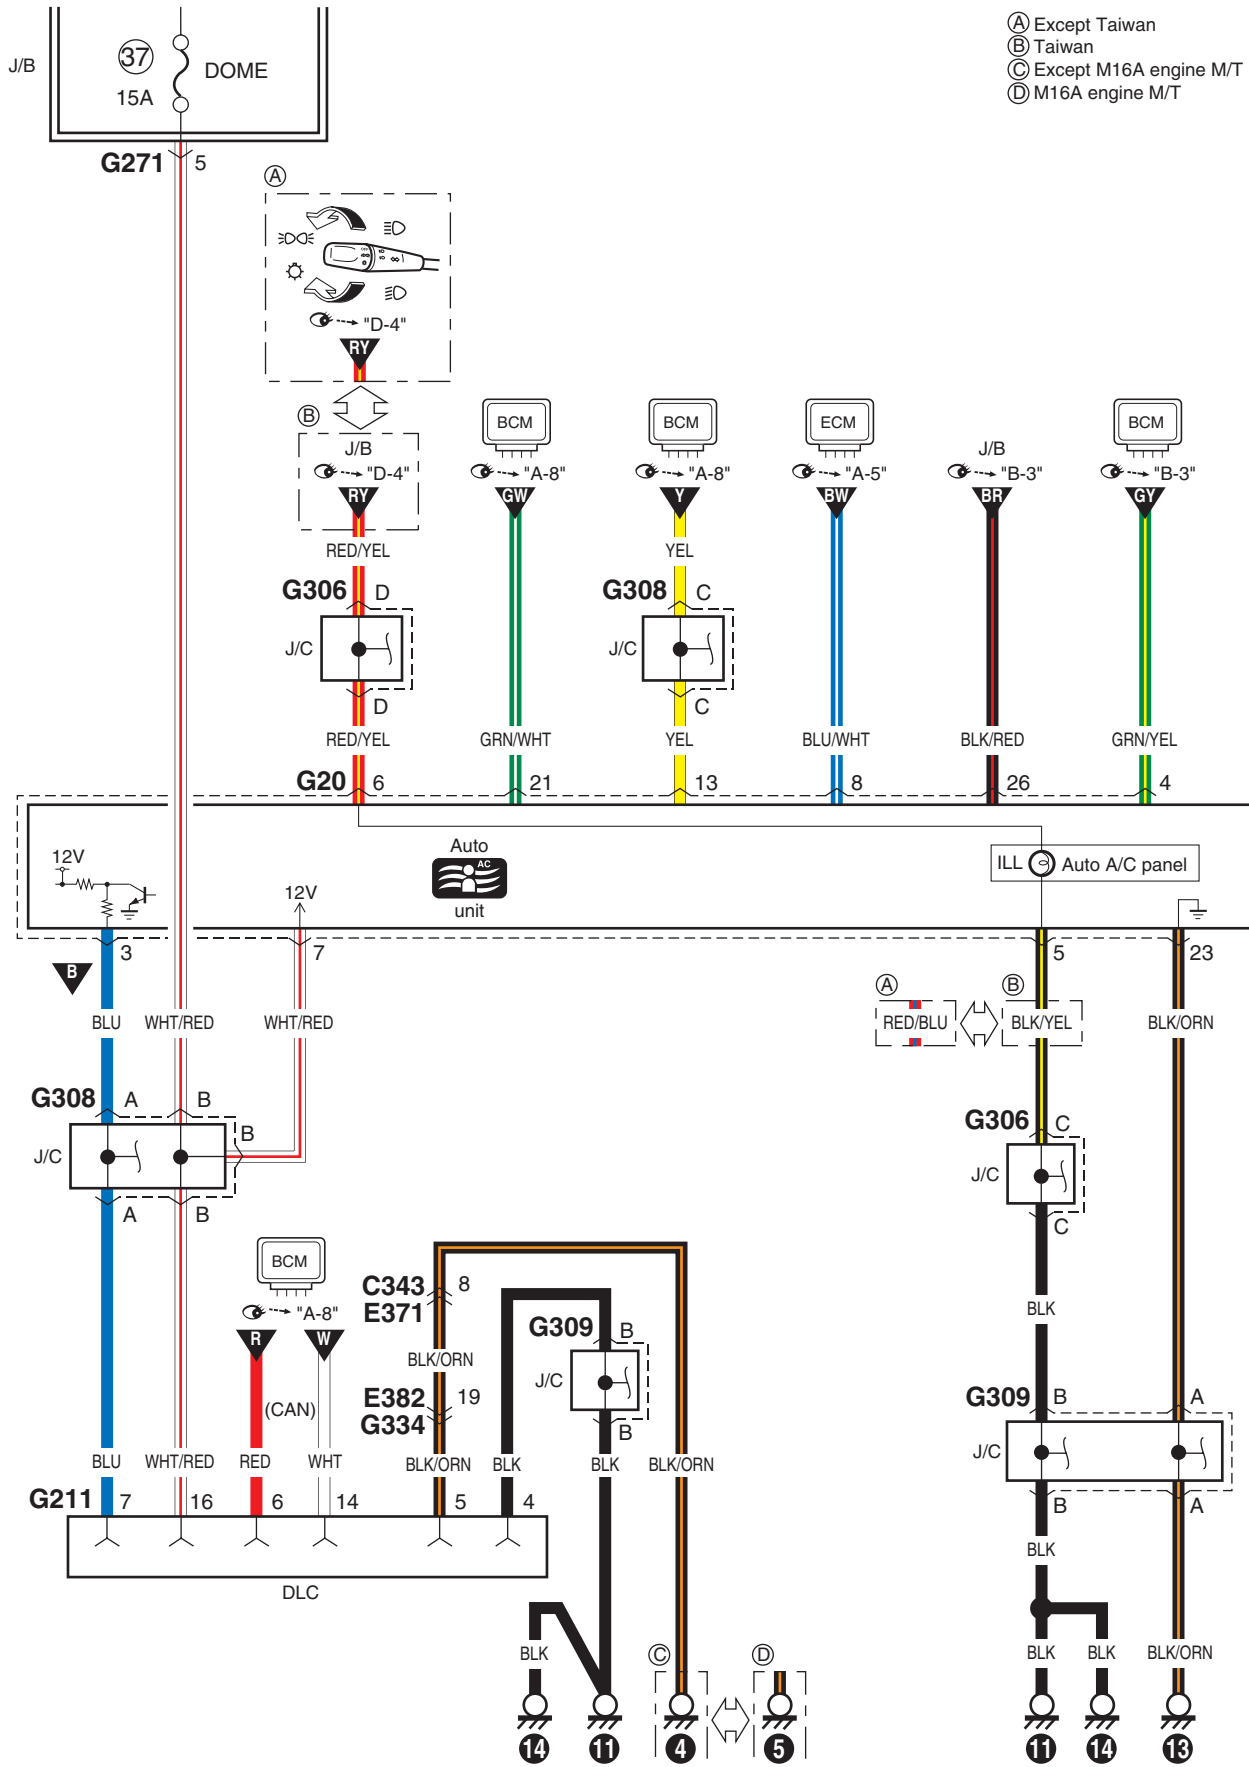 Ⓐ Except Taiwan
Ⓑ Taiwan
Ⓒ Except M16A engine M/T
Ⓓ M16A engine M/T
J/B
37
15A
DOME
G271 5
A
"D-4"
RY
B
J/B
"D-4"
RY
BCM
"A-8"
GW
BCM
"A-8"
Y
ECM
"A-5"
BW
J/B
"B-3"
BR
BCM
"B-3"
GY
RED/YEL YEL
G306 D G308 C
J/C J/C
D C
RED/YEL GRN/WHT YEL BLU/WHT BLK/RED GRN/YEL
G20 6 21 13 8 26 4
12V
12V
Auto
AC
unit
ILL Auto A/C panel
3 7 5 23
B
A B
BLU WHT/RED WHT/RED RED/BLU BLK/YEL BLK/ORN
G308 A B
B
J/C
A B
G306 C
J/C
C
BCM
"A-8"
R W
(CAN)
C343 8
E371
BLK/ORN
E382 19
G334
G309 B
J/C
B
BLK
G309 B A
J/C
B A
BLU WHT/RED RED WHT BLK/ORN BLK BLK BLK/ORN
G211 7 16 6 14 5 4
DLC
BLK
BLK
C D
BLK BLK BLK/ORN
14 11 4 5 11 14 13